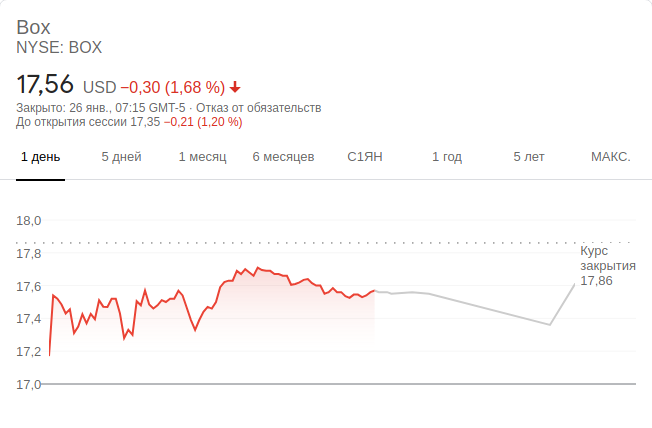 Box
NYSE: BOX
17,56 USD −0,30 (1,68 %)
Закрыто: 26 янв., 07:15 GMT-5 · Отказ от обязательств
До открытия сессии 17,35 −0,21 (1,20 %)
1 день 5 дней 1 месяц 6 месяцев С1ЯН 1 год 5 лет МАКС.
18,0
17,8
17,6
17,4
17,2
17,0
Курс
закрытия
17,86